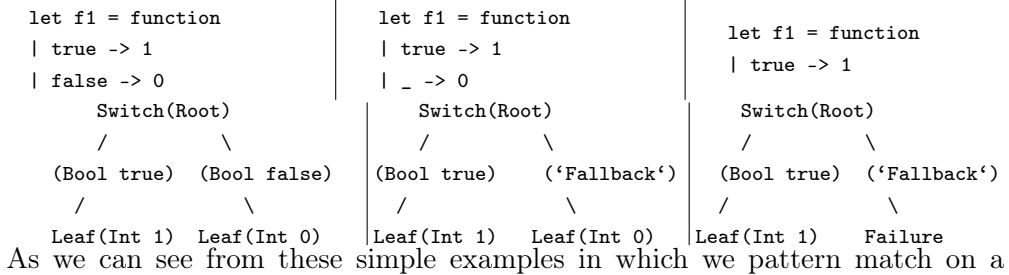 let f1 = function
| true -> 1
| false -> 0
let f1 = function
| true -> 1
| _ -> 0
let f1 = function
| true -> 1
Switch(Root)
/ \
(Bool true) (Bool false)
/ \
Leaf(Int 1) Leaf(Int 0)
Switch(Root)
/ \
(Bool true) (‘Fallback‘)
/ \
Leaf(Int 1) Leaf(Int 0)
Switch(Root)
/ \
(Bool true) (‘Fallback‘)
/ \
Leaf(Int 1) Failure
As we can see from these simple examples in which we pattern match on a